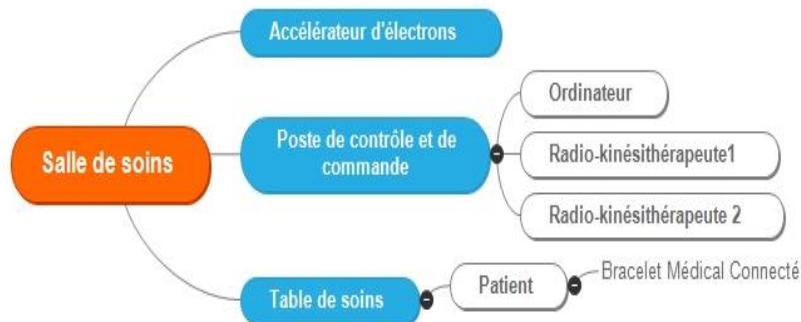 Accélérateur d'électrons
Ordinateur
Poste de contrôle et de
commande
Salle de soins
Radio-kinésithérapeute1
Radio-kinésithérapeute 2
Table de soins
Patient
Bracelet Médical Connecté